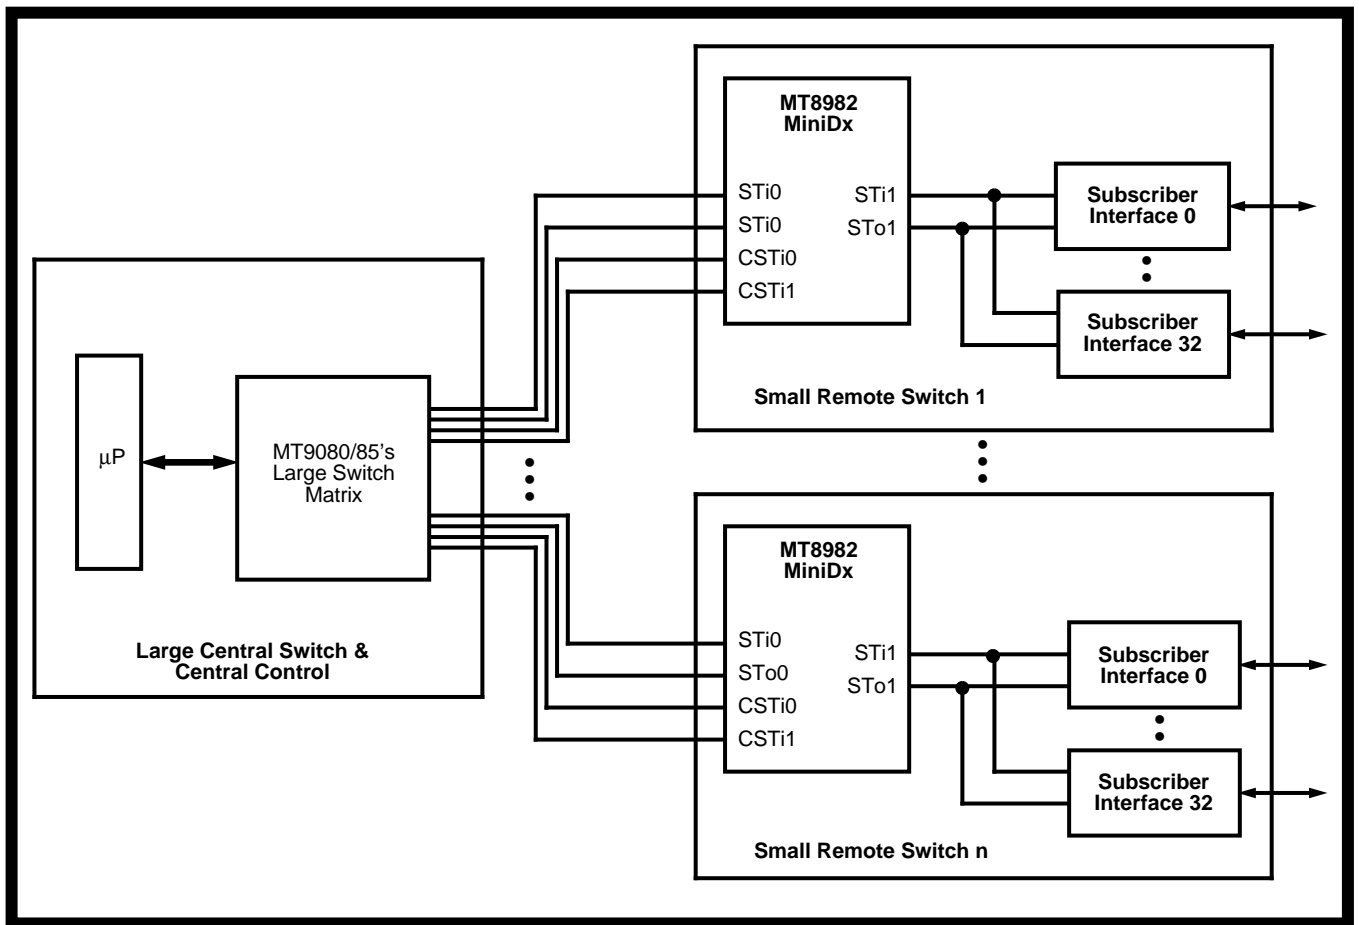 MT8982
MiniDx
STi0
STi0
CSTi0
CSTi1
STi1
STo1
Subscriber
Interface 0
Subscriber
Interface 32
Small Remote Switch 1
µP
MT9080/85's
Large Switch
Matrix
Large Central Switch &
Central Control
MT8982
MiniDx
STi0
STo0
CSTi0
CSTi1
STi1
STo1
Subscriber
Interface 0
Subscriber
Interface 32
Small Remote Switch n